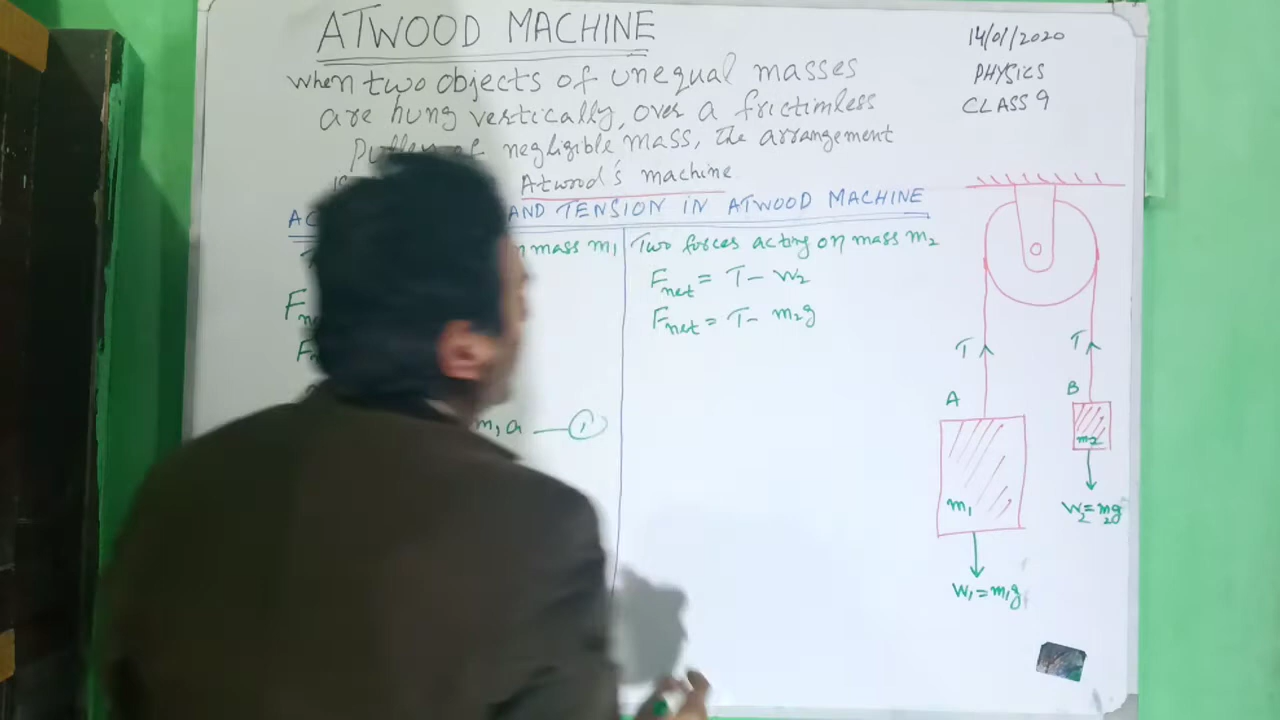 ATWOOD MACHINE
14/01/2020
PHYSICS
CLASS 9
when two objects of unequal masses
are hung vertically, over a frictimless
negligible mass, The arrangement
Atwood's machine
AND TENSION IN ATWOOD MACHINE
mass m1
Two forces acting on mass m2
Fnet = T - W2
Fnet = T - m2g
m1a — 1
T
T
A
B
m1
m2
W2 = m2g
W1 = m1g